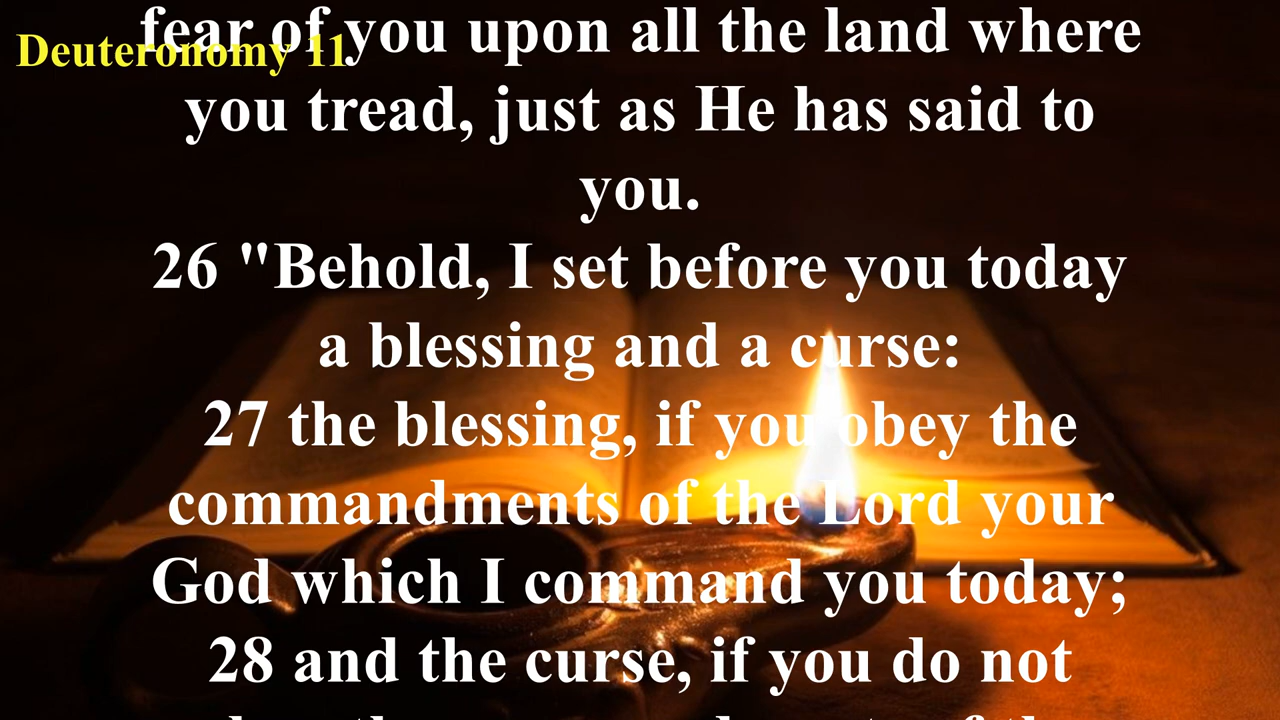 Deuteronomy 11
fear of you upon all the land where
you tread, just as He has said to
you.
26 "Behold, I set before you today
a blessing and a curse:
27 the blessing, if you obey the
commandments of the Lord your
God which I command you today;
28 and the curse, if you do not